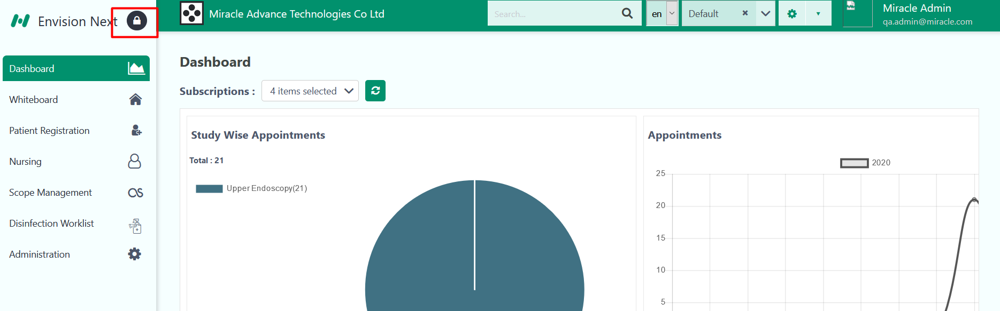 Envision Next
Miracle Advance Technologies Co Ltd
Search...
en
Default
Miracle Admin
qa.admin@miracle.com
Dashboard
Whiteboard
Patient Registration
Nursing
Scope Management
Disinfection Worklist
Administration
Dashboard
Subscriptions :
4 items selected
Study Wise Appointments
Total : 21
Upper Endoscopy(21)
Appointments
2020
25
20
15
10
5